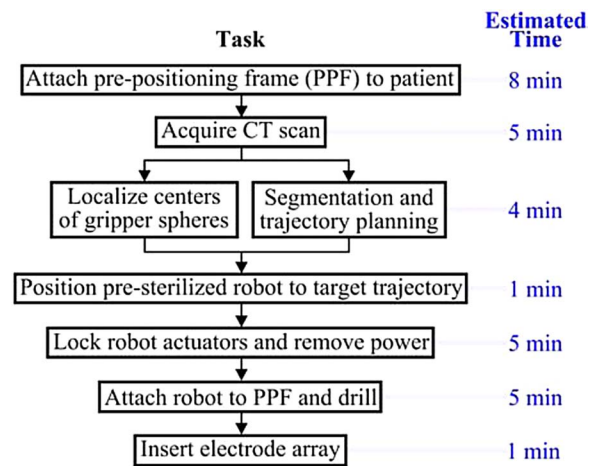 Task
Estimated
Time
Attach pre-positioning frame (PPF) to patient
8 min
Acquire CT scan
5 min
Localize centers
of gripper spheres
Segmentation and
trajectory planning
4 min
Position pre-sterilized robot to target trajectory
1 min
Lock robot actuators and remove power
5 min
Attach robot to PPF and drill
5 min
Insert electrode array
1 min